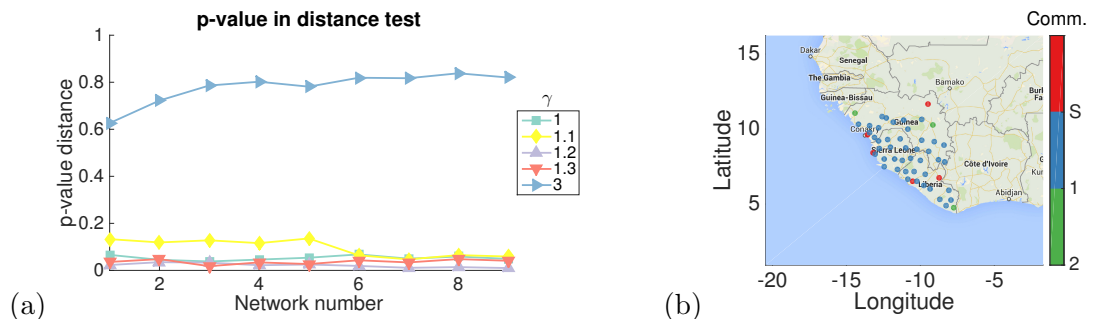 p-value in distance test
1
0.8
0.6
0.4
0.2
0
p-value distance
2
4
6
8
Network number
γ
1
1.1
1.2
1.3
3
(a)
Comm.
15
10
5
Latitude
-20
-15
-10
-5
Longitude
Dakar
Senegal
The Gambia
Bamako
Guinea-Bissau
Guinea
Conakry
Sierra Leone
Côte d'Ivoire
Liberia
Abidjan
Burk
Fa
Kun
S
1
2
(b)